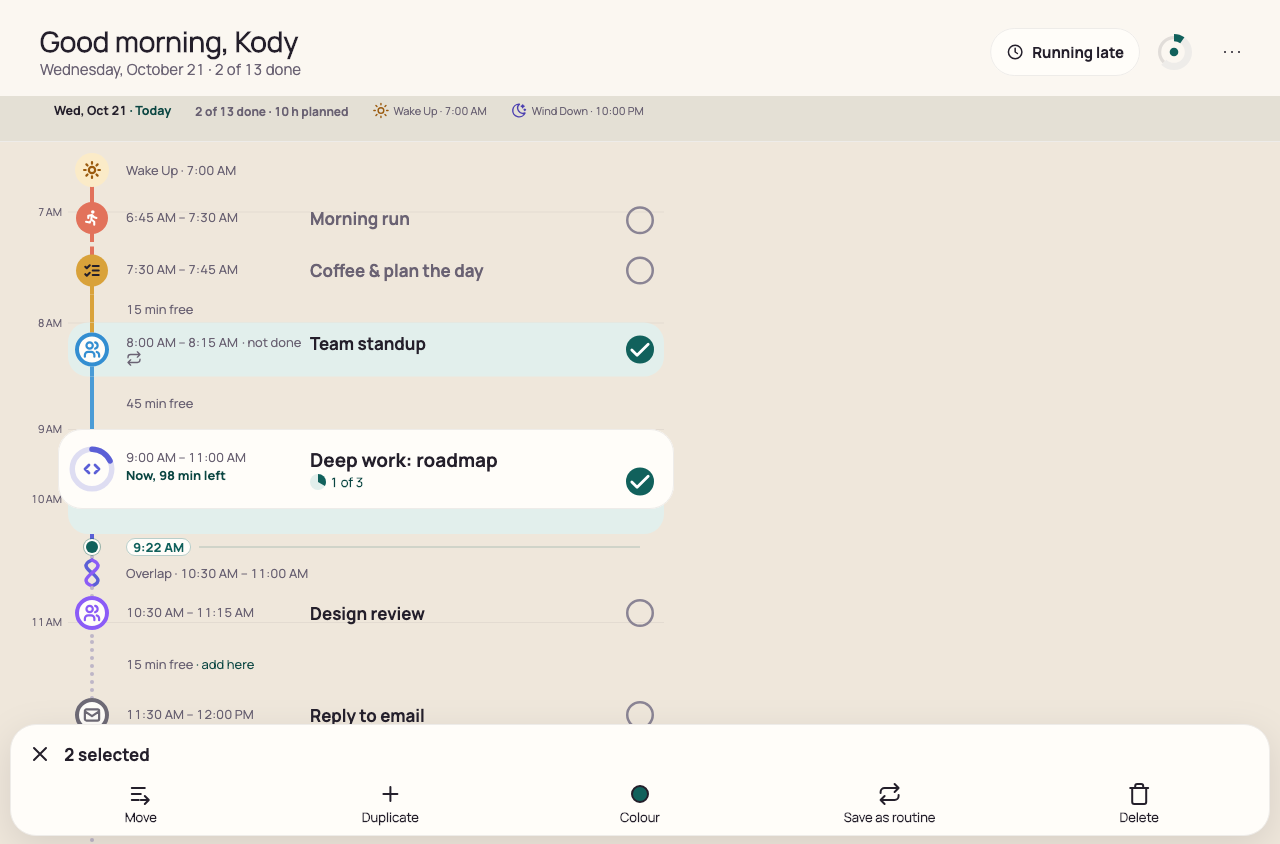 Good morning, Kody
Wednesday, October 21 · 2 of 13 done
Running late
Wed, Oct 21 · Today
2 of 13 done · 10 h planned
Wake Up · 7:00 AM
Wind Down · 10:00 PM
Wake Up · 7:00 AM
7 AM
6:45 AM – 7:30 AM
Morning run
7:30 AM – 7:45 AM
Coffee & plan the day
15 min free
8 AM
8:00 AM – 8:15 AM · not done
Team standup
45 min free
9 AM
9:00 AM – 11:00 AM
Deep work: roadmap
Now, 98 min left
1 of 3
10 AM
9:22 AM
Overlap · 10:30 AM – 11:00 AM
10:30 AM – 11:15 AM
Design review
11 AM
15 min free · add here
11:30 AM – 12:00 PM
Reply to email
2 selected
Move
Duplicate
Colour
Save as routine
Delete